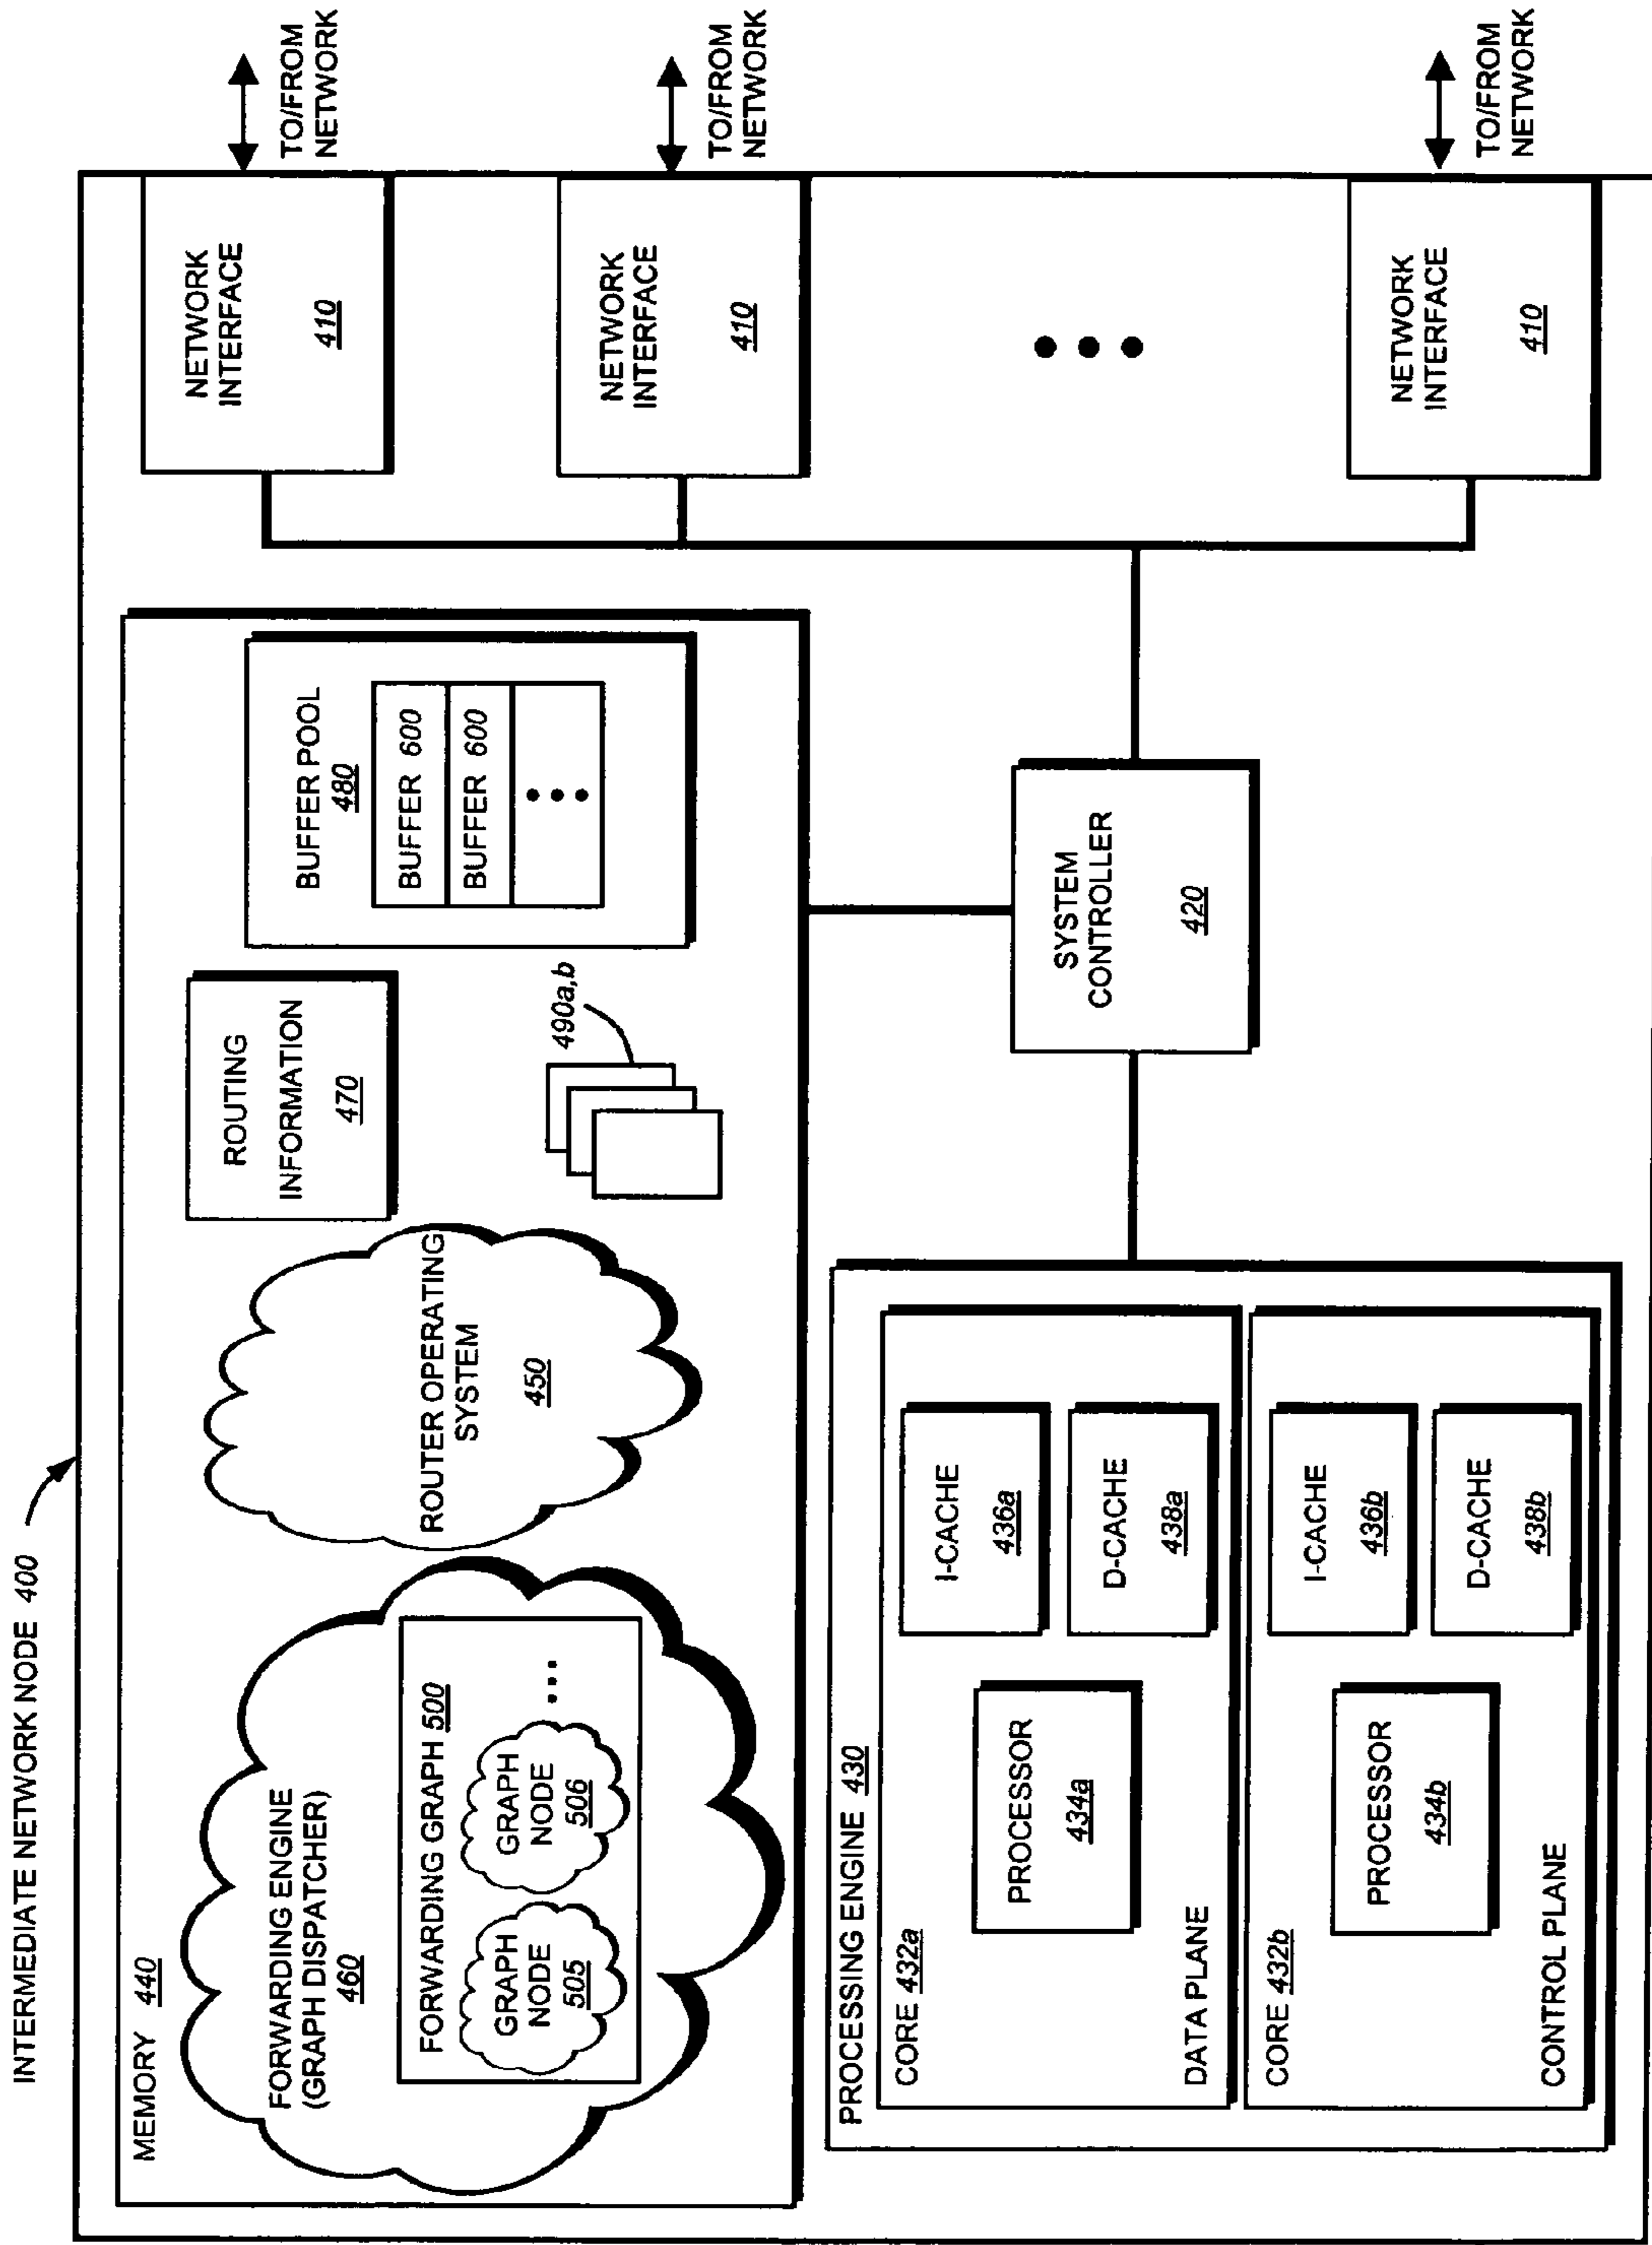 INTERMEDIATE NETWORK NODE 400
MEMORY 440
FORWARDING ENGINE
(GRAPH DISPATCHER)
460
FORWARDING GRAPH 500
GRAPH
NODE
505
GRAPH
NODE
506
ROUTER OPERATING
SYSTEM
450
ROUTING
INFORMATION
470
490a,b
BUFFER POOL
480
BUFFER 600
BUFFER 600
PROCESSING ENGINE 430
CORE 432a
PROCESSOR
434a
I-CACHE
436a
D-CACHE
438a
DATA PLANE
CORE 432b
PROCESSOR
434b
I-CACHE
436b
D-CACHE
438b
CONTROL PLANE
SYSTEM
CONTROLLER
420
NETWORK
INTERFACE
410
TO/FROM
NETWORK
NETWORK
INTERFACE
410
TO/FROM
NETWORK
NETWORK
INTERFACE
410
TO/FROM
NETWORK